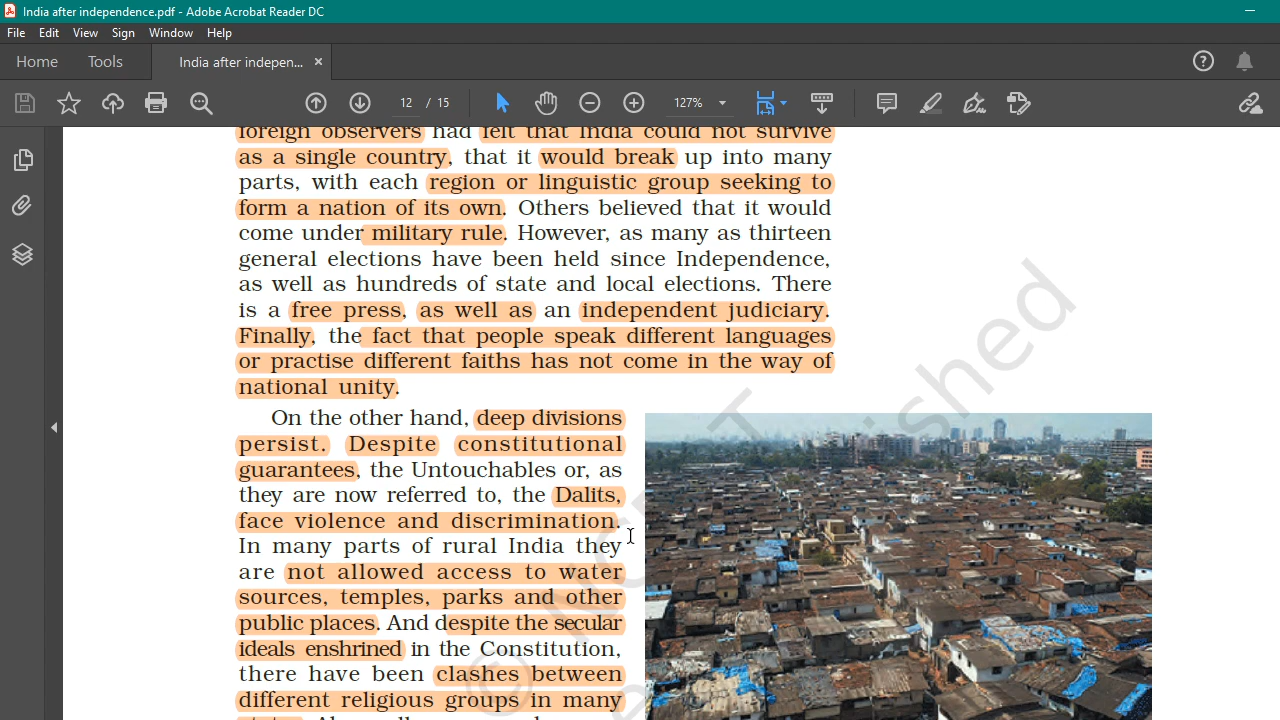 India after independence.pdf - Adobe Acrobat Reader DC
File Edit View Sign Window Help
Home Tools India after indepen... ×
12 / 15 127%
foreign observers had felt that India could not survive
as a single country, that it would break up into many
parts, with each region or linguistic group seeking to
form a nation of its own. Others believed that it would
come under military rule. However, as many as thirteen
general elections have been held since Independence,
as well as hundreds of state and local elections. There
is a free press, as well as an independent judiciary.
Finally, the fact that people speak different languages
or practise different faiths has not come in the way of
national unity.
On the other hand, deep divisions
persist. Despite constitutional
guarantees, the Untouchables or, as
they are now referred to, the Dalits,
face violence and discrimination.
In many parts of rural India they
are not allowed access to water
sources, temples, parks and other
public places. And despite the secular
ideals enshrined in the Constitution,
there have been clashes between
different religious groups in many